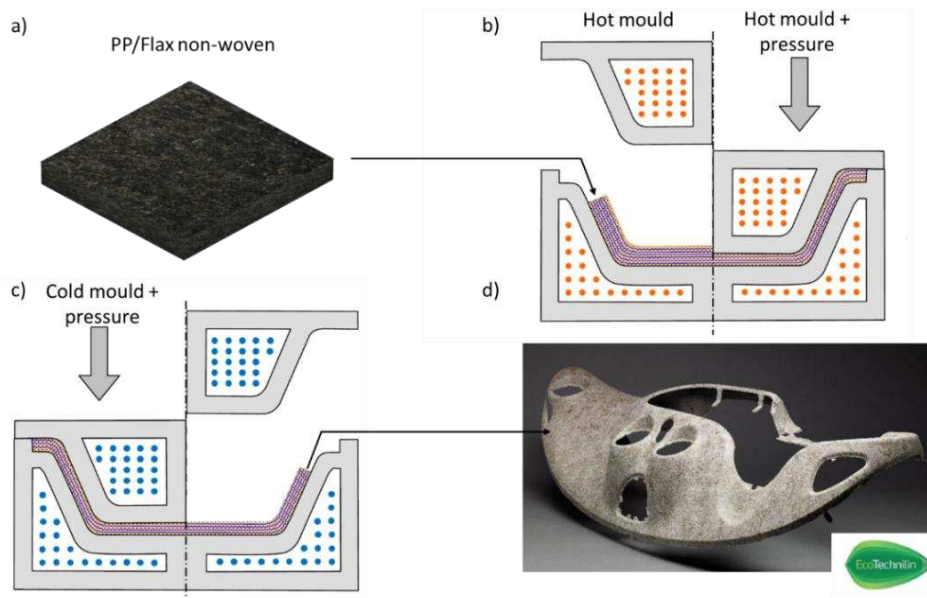 a)
PP/Flax non-woven
b)
Hot mould
Hot mould +
pressure
c)
Cold mould +
pressure
d)
EcoTechnilin